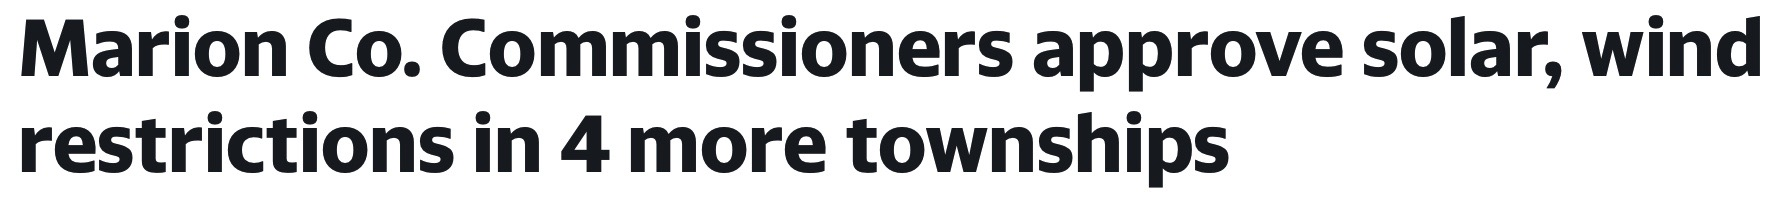 Marion Co. Commissioners approve solar, wind
restrictions in 4 more townships